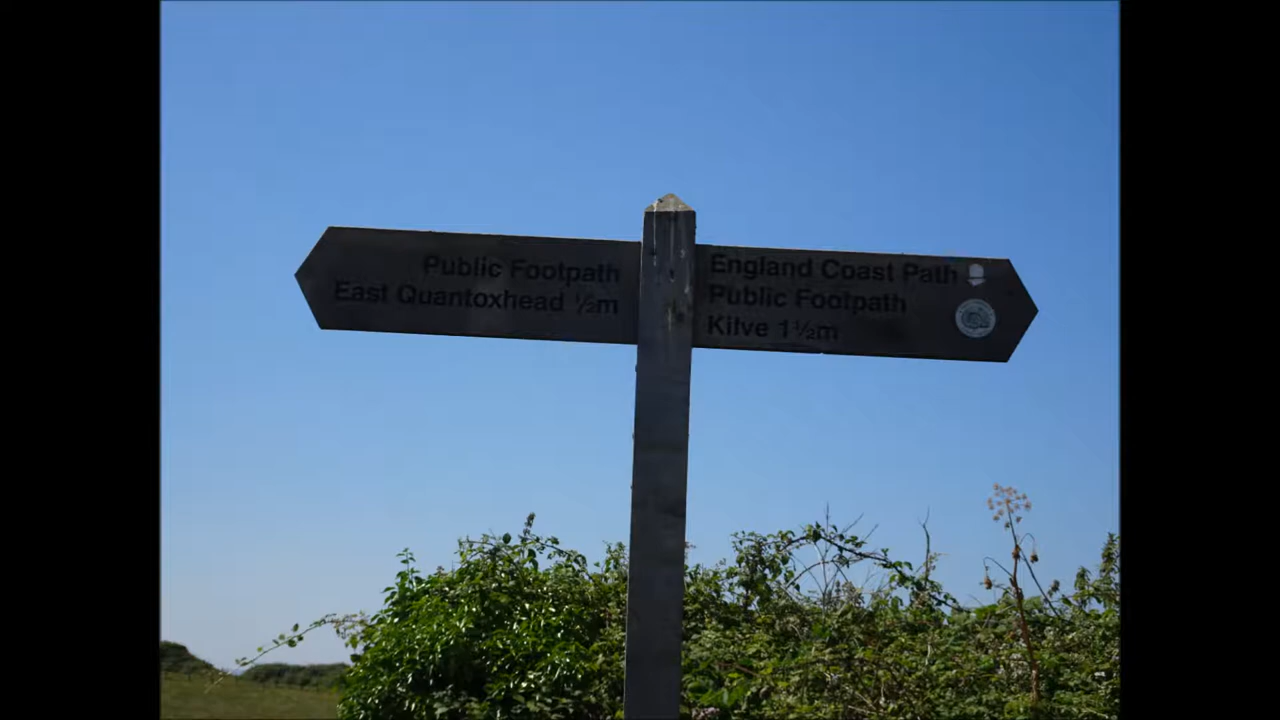 Public Footpath
East Quantoxhead ½m
England Coast Path
Public Footpath
Kilve 1½m